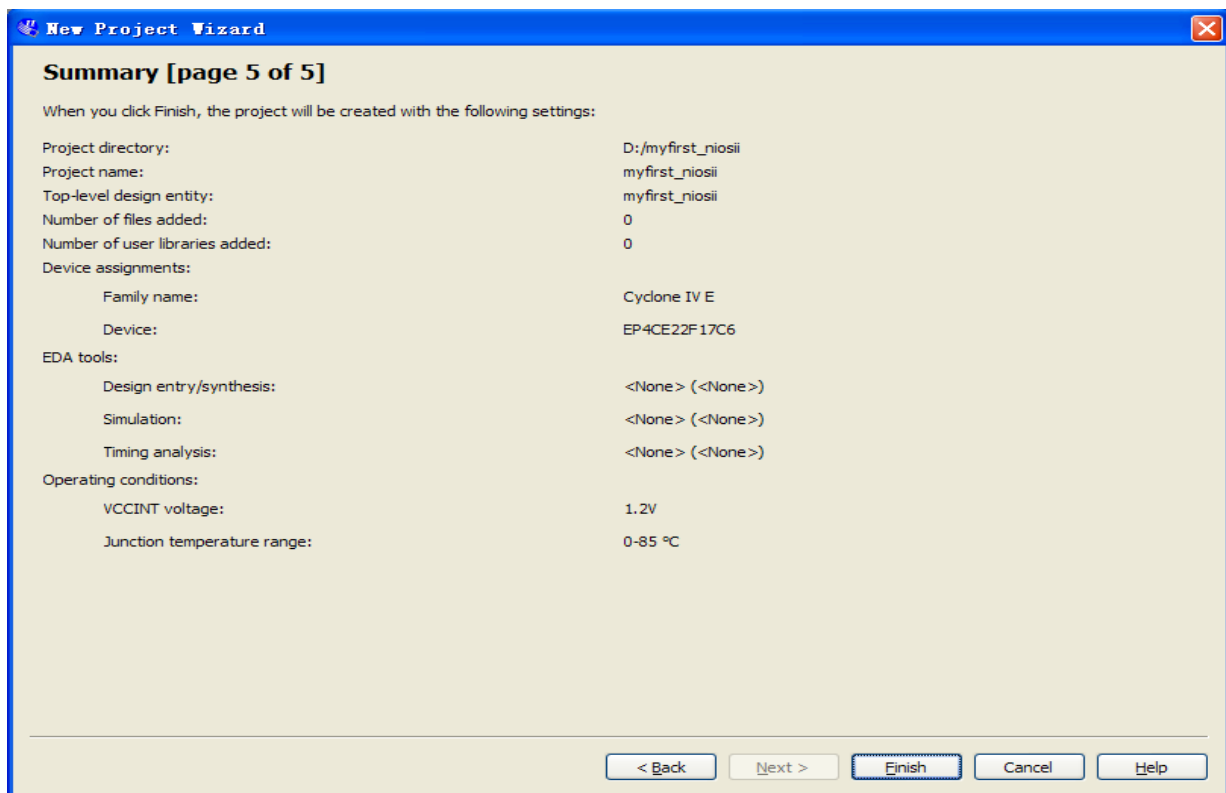 New Project Wizard
Summary [page 5 of 5]
When you click Finish, the project will be created with the following settings:
Project directory: D:/myfirst_niosii
Project name: myfirst_niosii
Top-level design entity: myfirst_niosii
Number of files added: 0
Number of user libraries added: 0
Device assignments:
Family name: Cyclone IV E
Device: EP4CE22F17C6
EDA tools:
Design entry/synthesis: <None> (<None>)
Simulation: <None> (<None>)
Timing analysis: <None> (<None>)
Operating conditions:
VCCINT voltage: 1.2V
Junction temperature range: 0-85 ºC
< Back Next > Finish Cancel Help